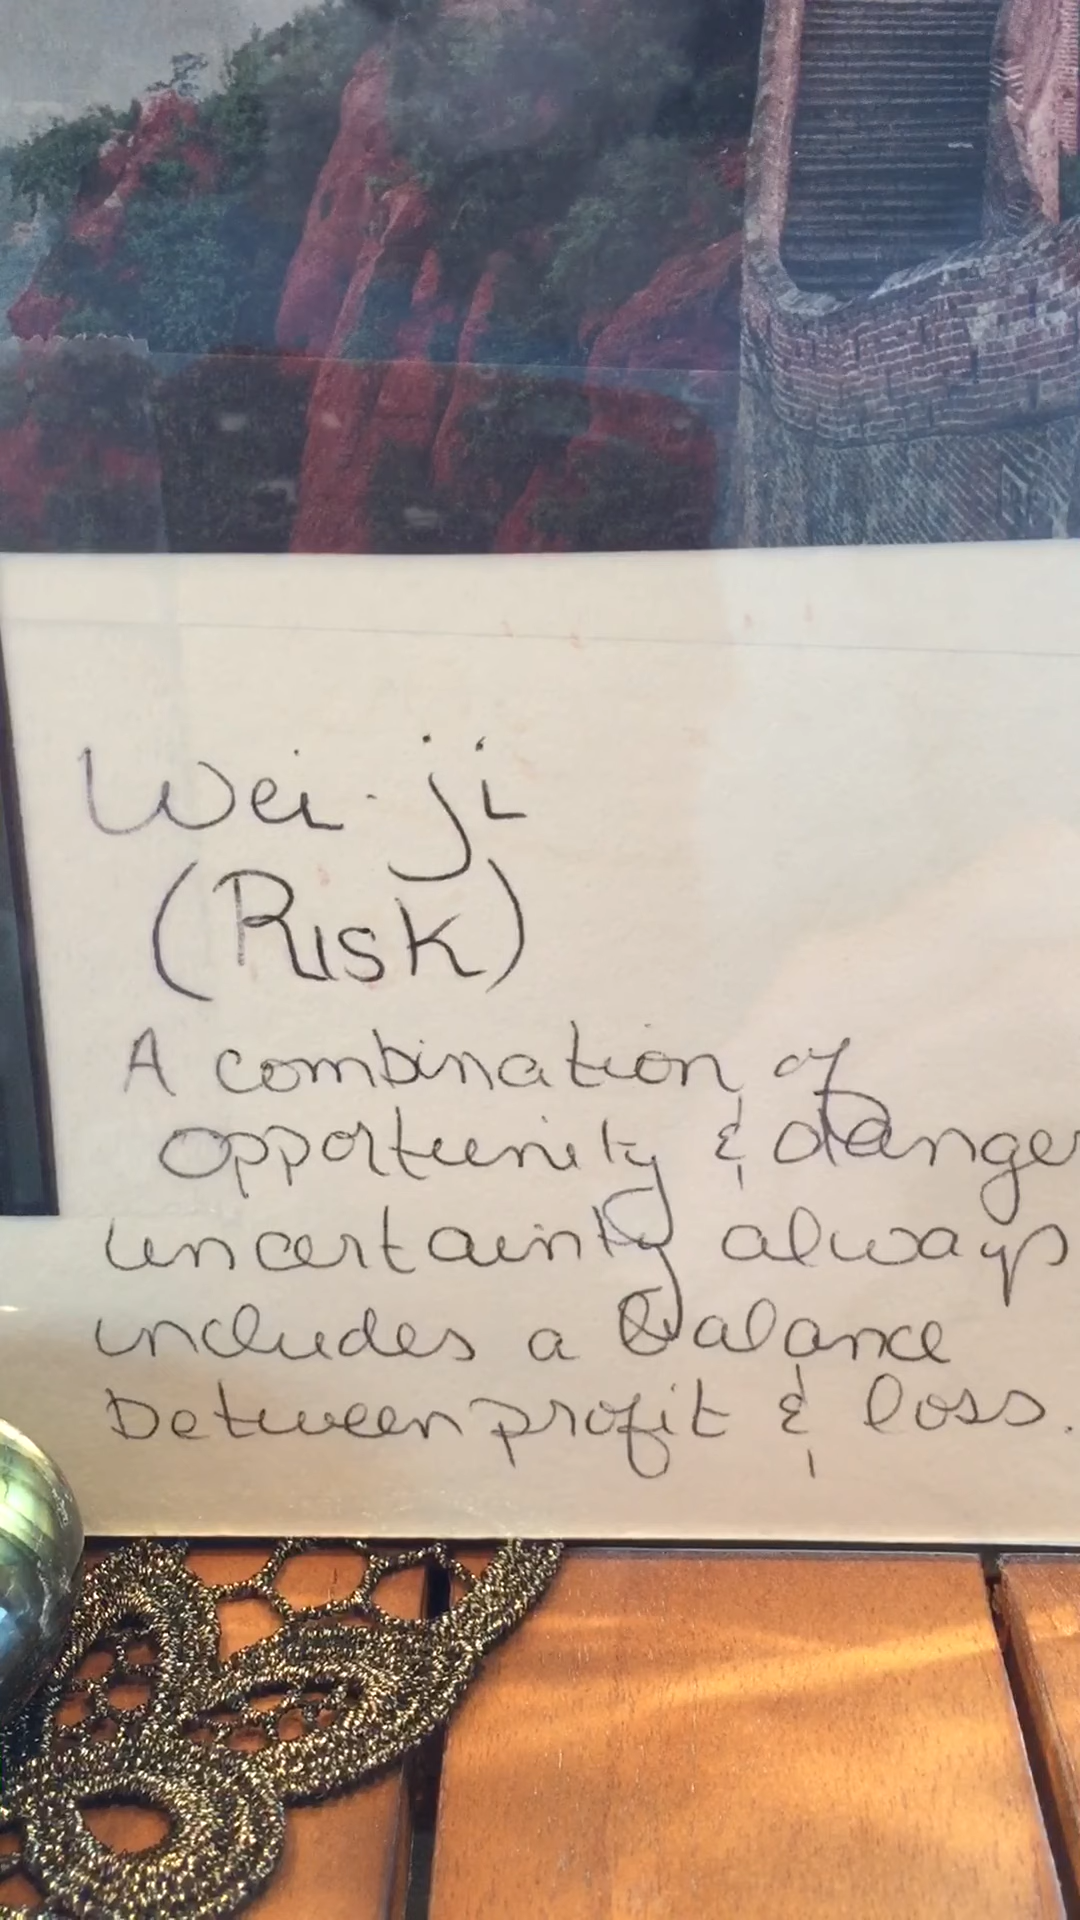 Wei-ji
(Risk)
A combination of
opportunity & danger
uncertainty always
includes a balance
between profit & loss.